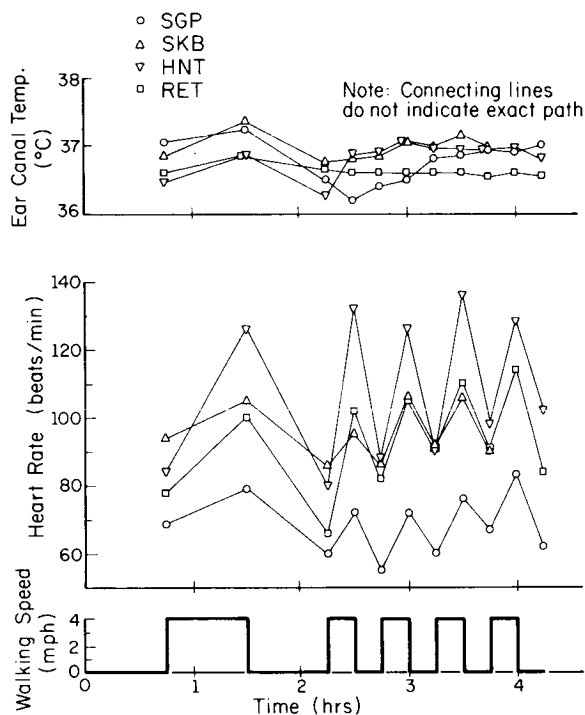 ○ SGP
△ SKB
▽ HNT
□ RET
Note: Connecting lines
do not indicate exact path
Ear Canal Temp.
(°C)
38
37
36
Heart Rate (beats/min)
140
120
100
80
60
Walking Speed
(mph)
4
2
0
0
1
2
3
4
Time (hrs)